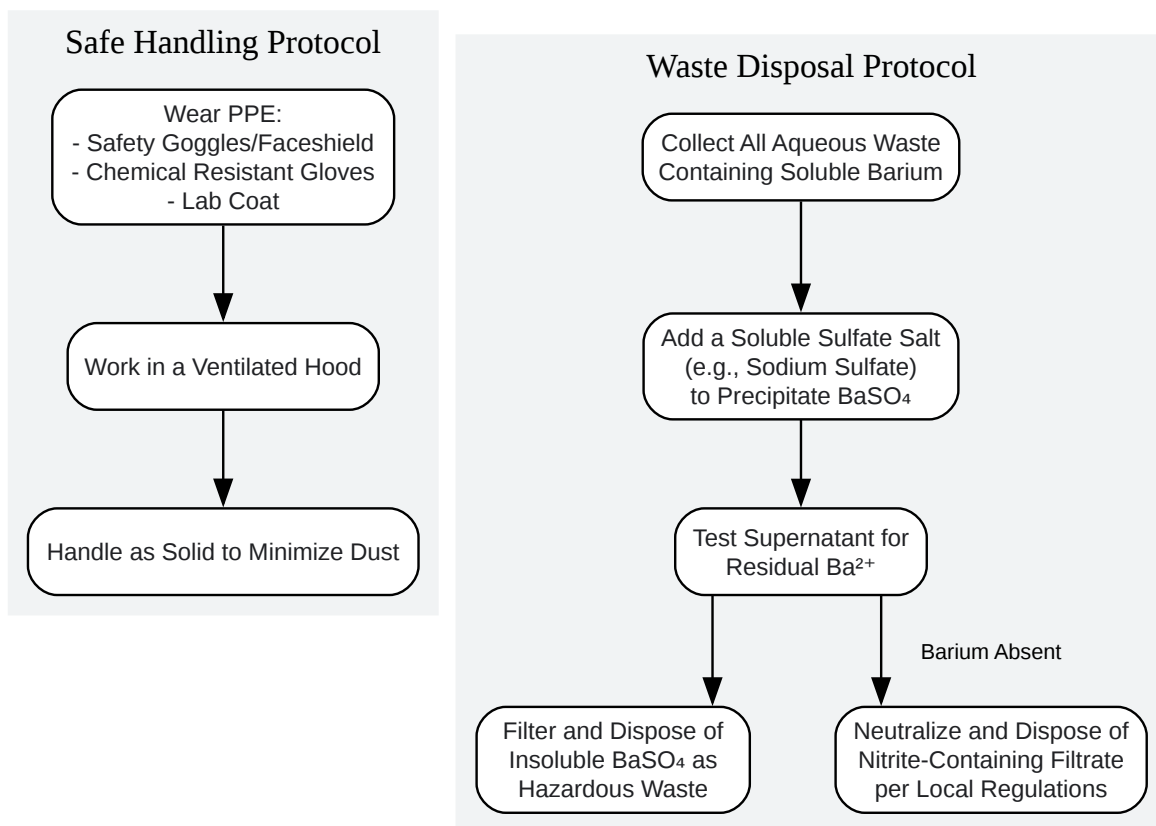 Safe Handling Protocol
Wear PPE:
- Safety Goggles/Faceshield
- Chemical Resistant Gloves
- Lab Coat
Work in a Ventilated Hood
Handle as Solid to Minimize Dust
Waste Disposal Protocol
Collect All Aqueous Waste
Containing Soluble Barium
Add a Soluble Sulfate Salt
(e.g., Sodium Sulfate)
to Precipitate BaSO₄
Test Supernatant for
Residual Ba²⁺
Barium Absent
Filter and Dispose of
Insoluble BaSO₄ as
Hazardous Waste
Neutralize and Dispose of
Nitrite-Containing Filtrate
per Local Regulations